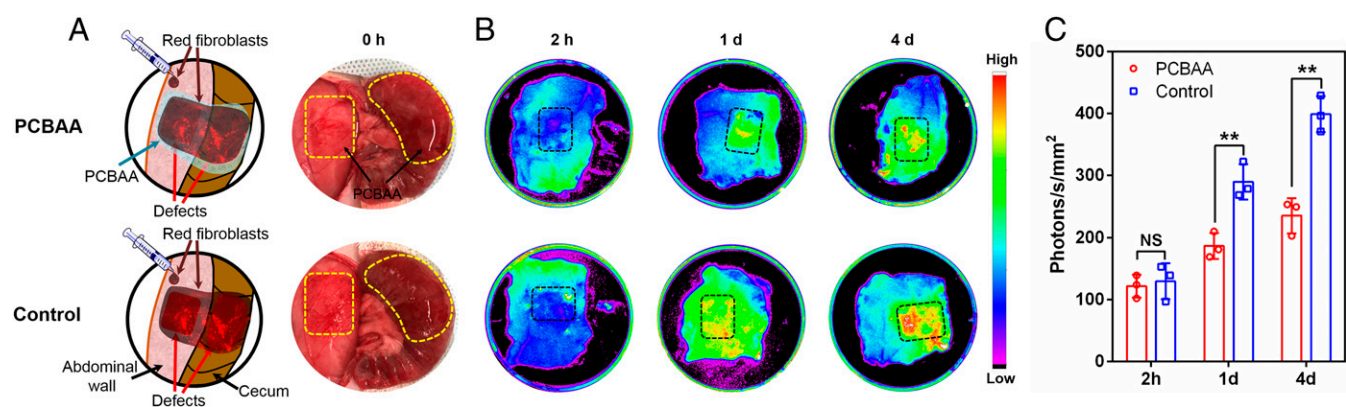 A
Red fibroblasts
PCBAA
PCBAA
Defects
0 h
PCBAA
Red fibroblasts
Control
Abdominal
wall
Defects
Cecum
B
2 h
1 d
4 d
High
Low
C
500
400
300
200
100
0
Photons/s/mm²
PCBAA
Control
NS
**
**
2h
1d
4d